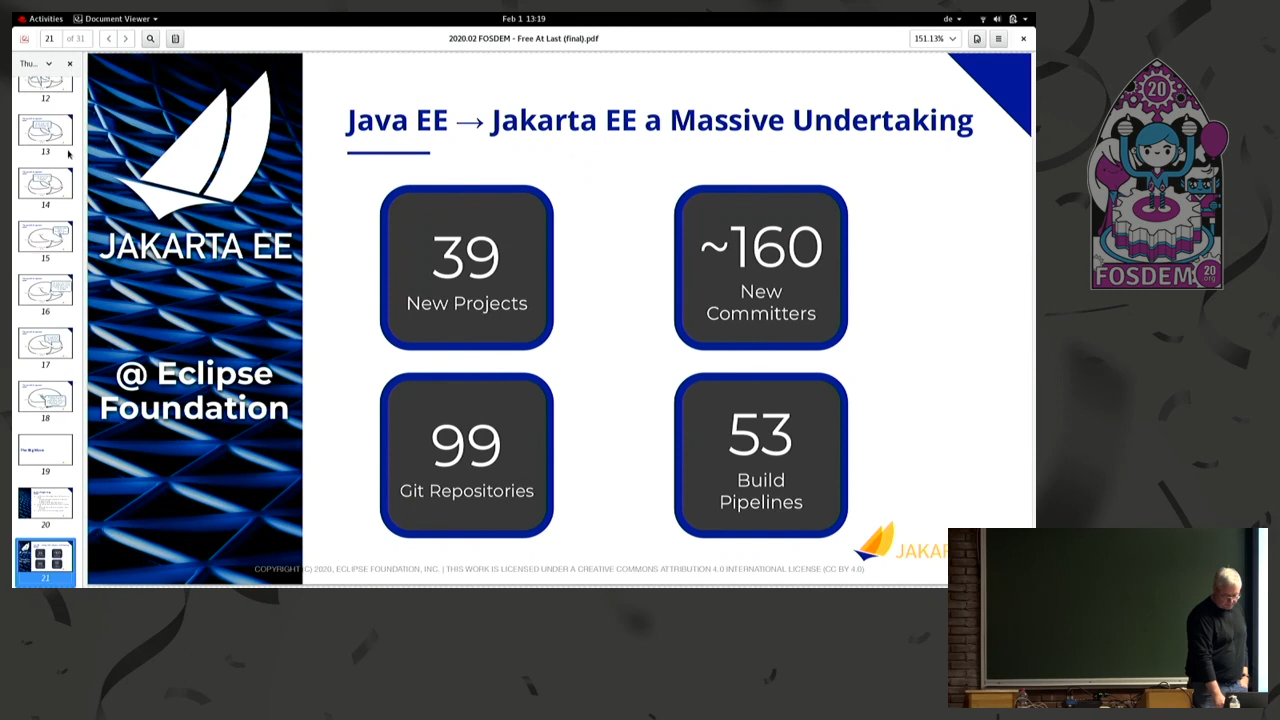 Activities
Document Viewer
Feb 1 13:19
de
21
of 31
2020.02 FOSDEM - Free At Last (final).pdf
151.13%
Thu...
12
13
14
15
16
17
18
19
20
21
JAKARTA EE
@ Eclipse
Foundation
Java EE → Jakarta EE a Massive Undertaking
39
New Projects
~160
New
Committers
99
Git Repositories
53
Build
Pipelines
JAKAR
COPYRIGHT (C) 2020, ECLIPSE FOUNDATION, INC. | THIS WORK IS LICENSED UNDER A CREATIVE COMMONS ATTRIBUTION 4.0 INTERNATIONAL LICENSE (CC BY 4.0)
20
FOSDEM
20
.org